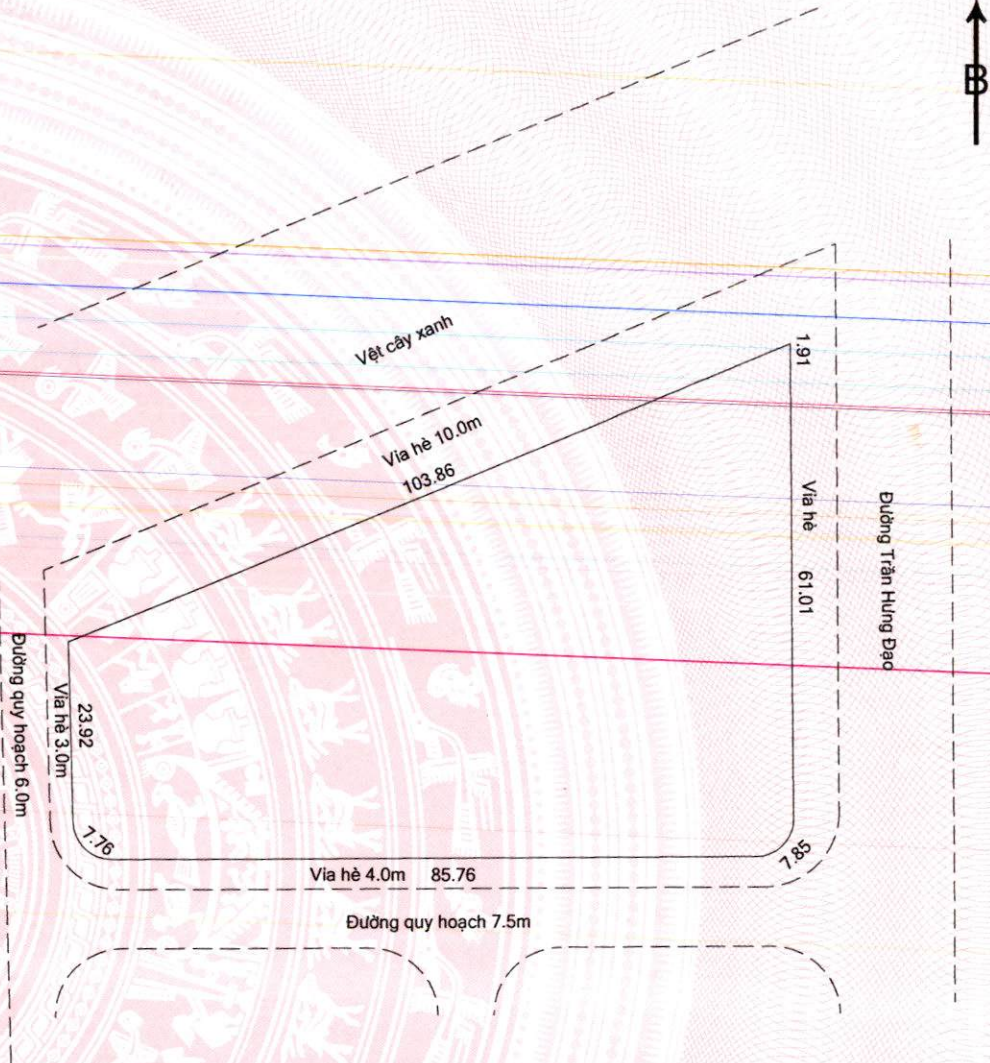 B
Vệt cây xanh
1.91
Vỉa hè 10.0m
103.86
Vỉa hè
61.01
Đường Trần Hưng Đạo
Đường quy hoạch 6.0m
Vỉa hè 3.0m
23.92
7.76
7.85
Vỉa hè 4.0m 85.76
Đường quy hoạch 7.5m